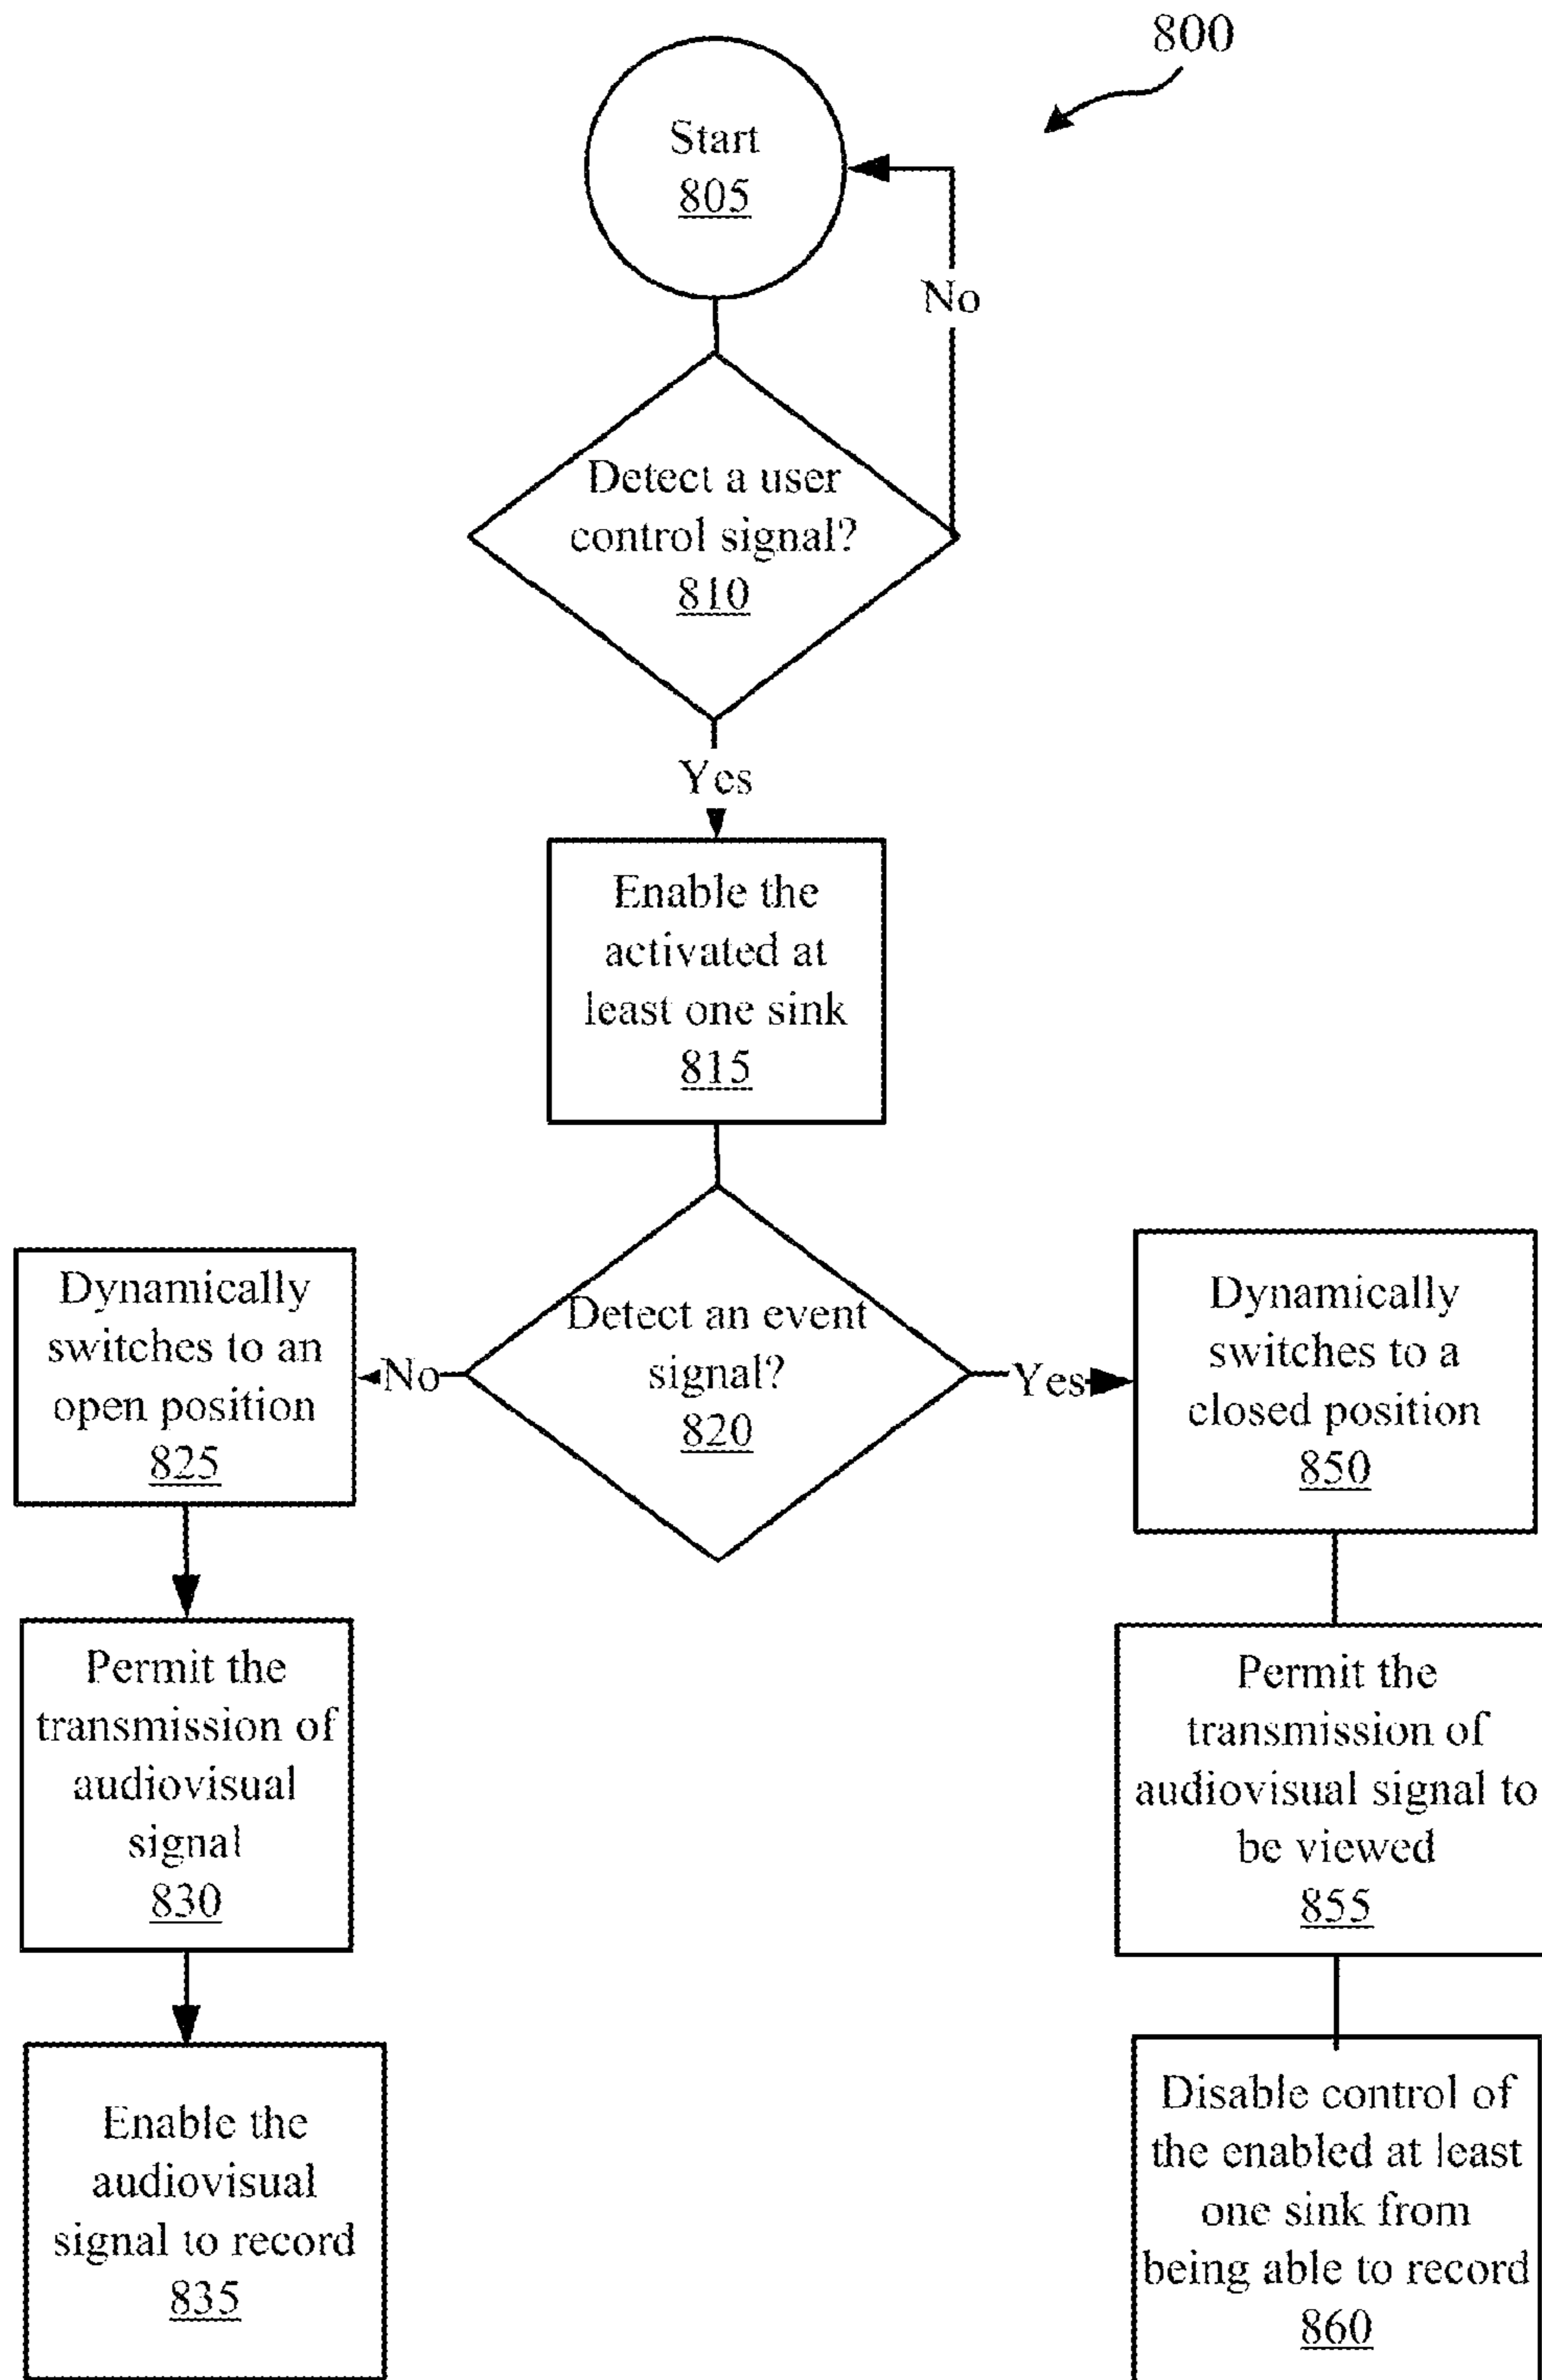 800
Start
805
No
Detect a user
control signal?
810
Yes
Enable the
activated at
least one sink
815
Detect an event
signal?
820
No
Yes
Dynamically
switches to an
open position
825
Dynamically
switches to a
closed position
850
Permit the
transmission of
audiovisual
signal
830
Permit the
transmission of
audiovisual signal to
be viewed
855
Enable the
audiovisual
signal to record
835
Disable control of
the enabled at least
one sink from
being able to record
860